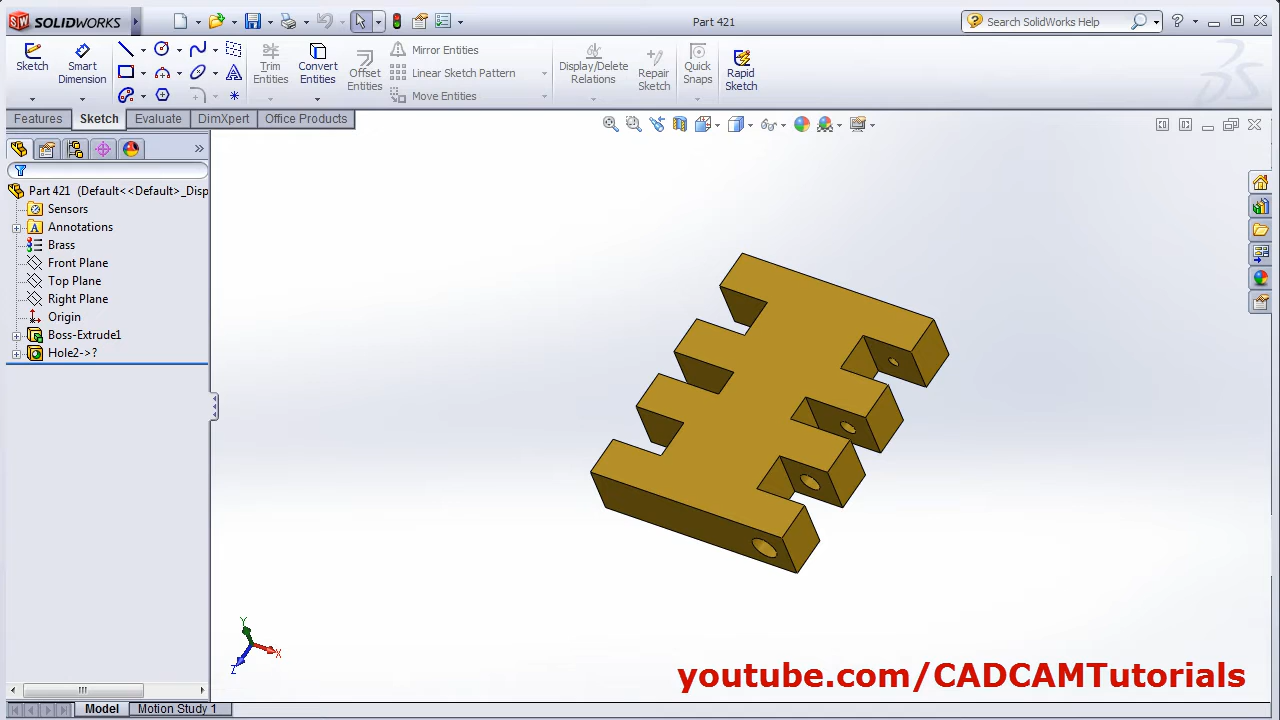 SOLIDWORKS
Part 421
Search SolidWorks Help
Sketch
Smart Dimension
Trim Entities
Convert Entities
Offset Entities
Mirror Entities
Linear Sketch Pattern
Move Entities
Display/Delete Relations
Repair Sketch
Quick Snaps
Rapid Sketch
Features
Sketch
Evaluate
DimXpert
Office Products
Part 421 (Default<<Default>_Disp
Sensors
Annotations
Brass
Front Plane
Top Plane
Right Plane
Origin
Boss-Extrude1
Hole2->?
Y
X
Z
youtube.com/CADCAMTutorials
Model
Motion Study 1